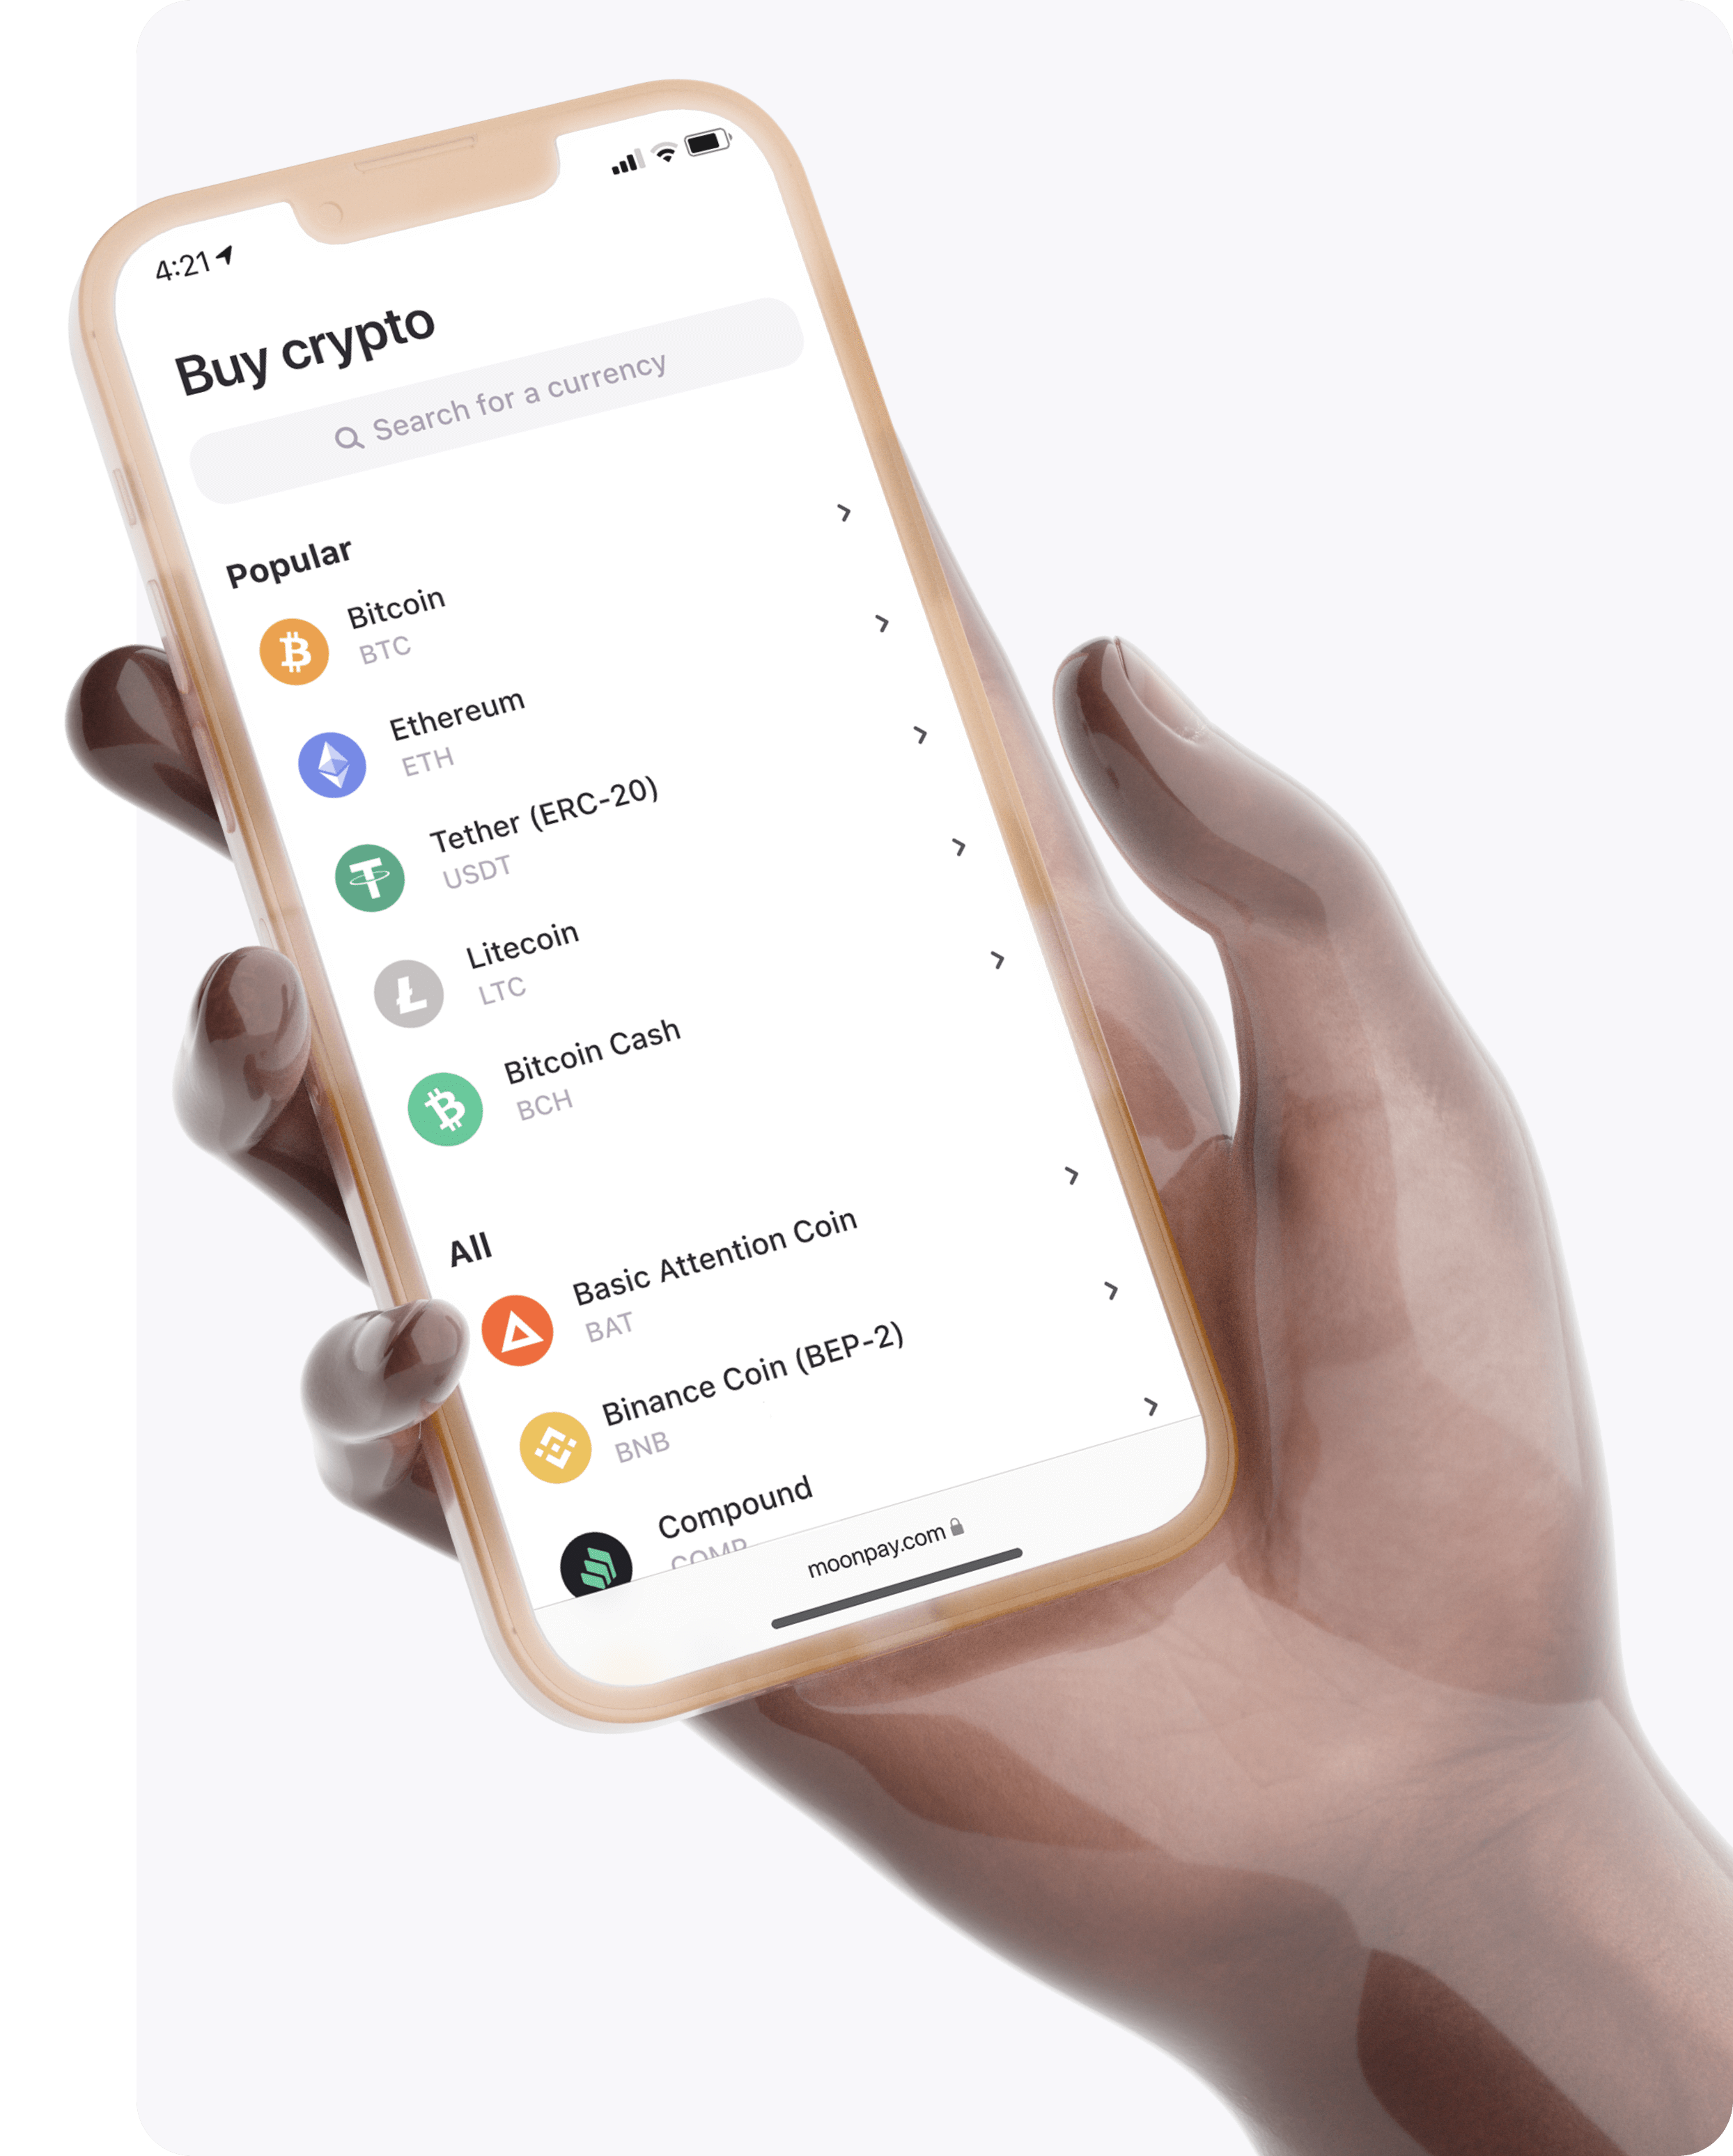 4:21
Buy crypto
Search for a currency
Popular
Bitcoin
BTC
Ethereum
ETH
Tether (ERC-20)
USDT
Litecoin
LTC
Bitcoin Cash
BCH
All
Basic Attention Coin
BAT
Binance Coin (BEP-2)
BNB
Compound
COMP
moonpay.com